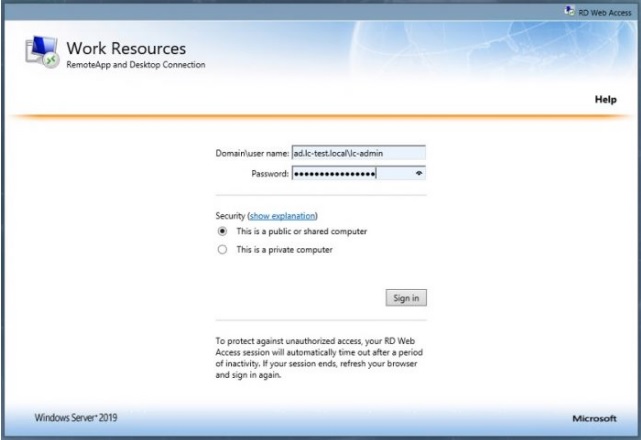 RD Web Access
Work Resources
RemoteApp and Desktop Connection
Help
Domain\user name: ad.lc-test.local\lc-admin
Password: ••••••••••••••••
Security (show explanation)
This is a public or shared computer
This is a private computer
Sign in
To protect against unauthorized access, your RD Web
Access session will automatically time out after a period
of inactivity. If your session ends, refresh your browser
and sign in again.
Windows Server 2019
Microsoft